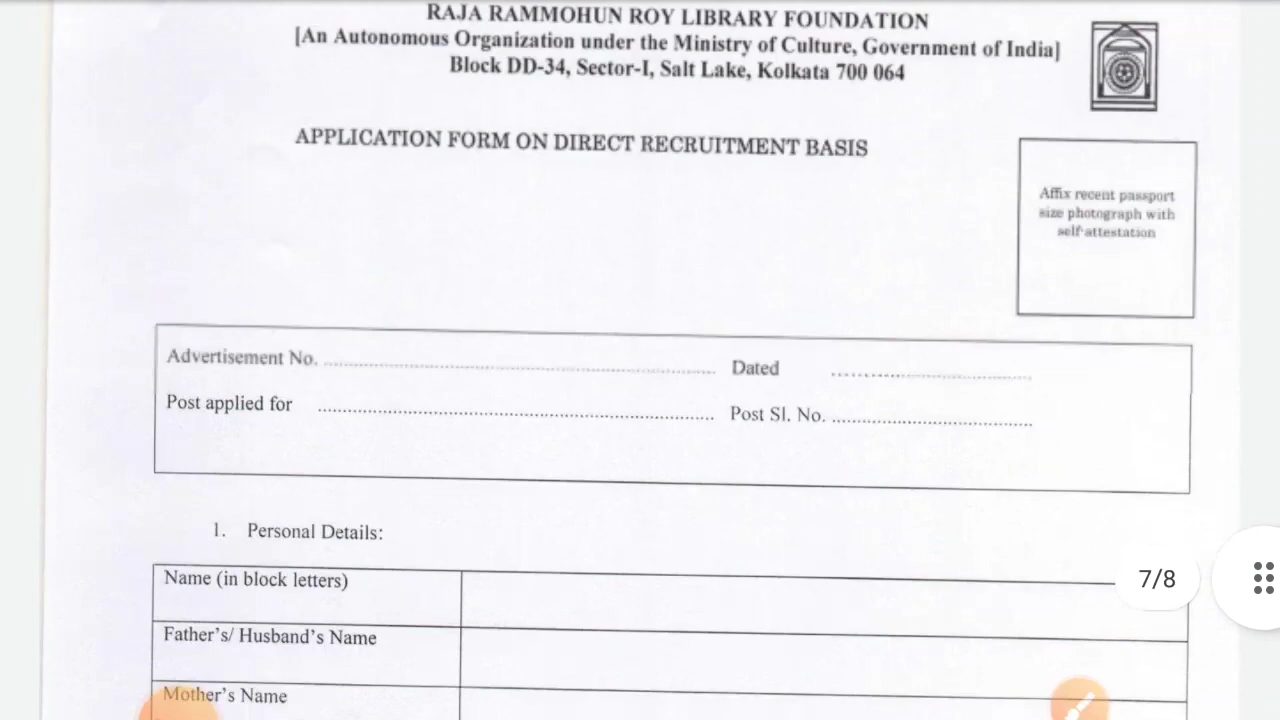 RAJA RAMMOHUN ROY LIBRARY FOUNDATION
[An Autonomous Organization under the Ministry of Culture, Government of India]
Block DD-34, Sector-I, Salt Lake, Kolkata 700 064
APPLICATION FORM ON DIRECT RECRUITMENT BASIS
Affix recent passport
size photograph with
self-attestation
Advertisement No. ........................................ Dated ........................................
Post applied for ........................................ Post Sl. No. ........................................
1. Personal Details:
Name (in block letters)
7/8
Father's/ Husband's Name
Mother's Name